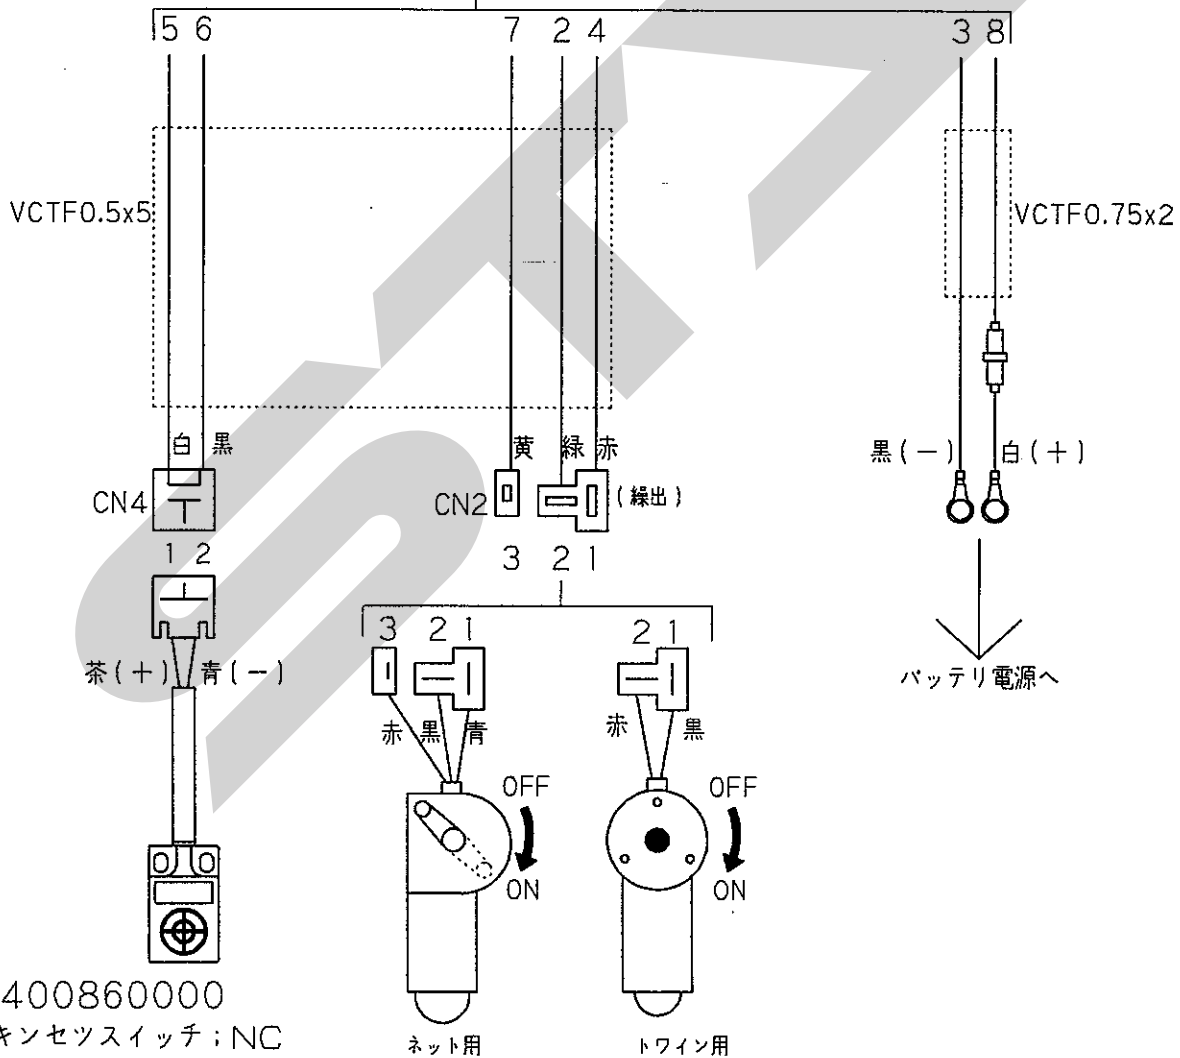 5 6 7 2 4 3 8
VCTF0.5x5
VCTF0.75x2
白 黒 黄 緑 赤
黒(−) 白(+)
CN4
CN2
(繰出)
1 2 3 2 1
3 2 1 2 1
茶(+) 青(−)
バッテリ電源へ
赤 黒 青 赤 黒
OFF OFF
ON ON
400860000
キンセツスイッチ;NC
ネット用 トワイン用